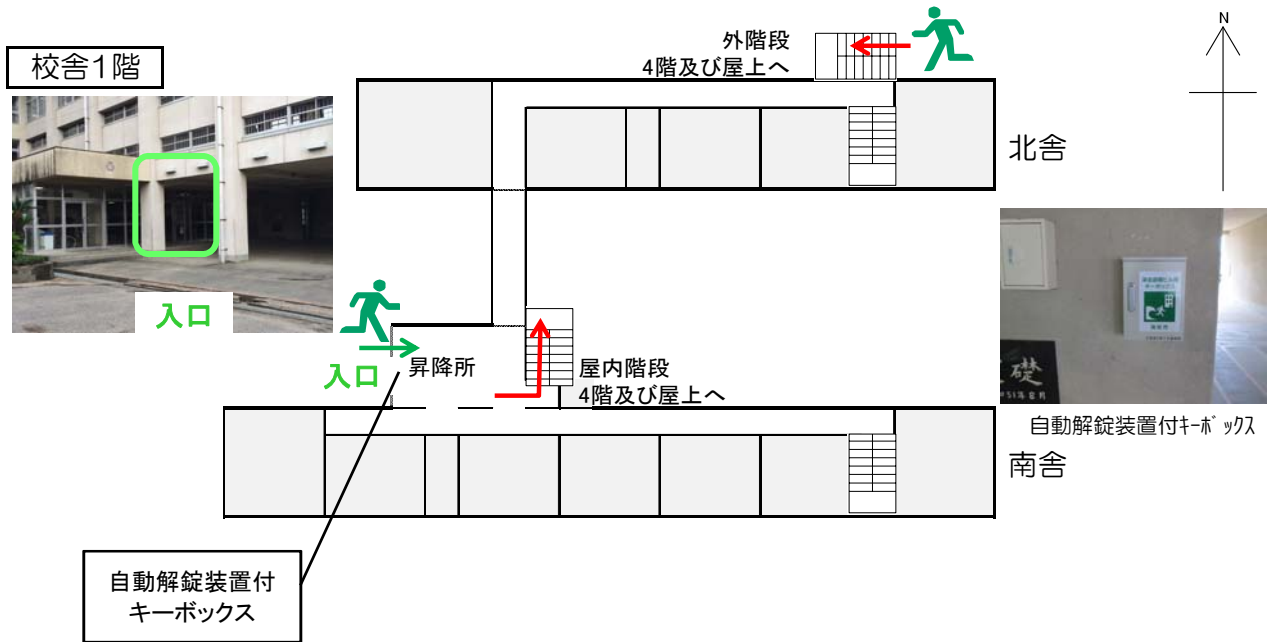 校舎1階
外階段
4階及び屋上へ
N
北舎
入口
入口
昇降所
屋内階段
4階及び屋上へ
礎
自動解錠装置付キーボックス
南舎
自動解錠装置付
キーボックス